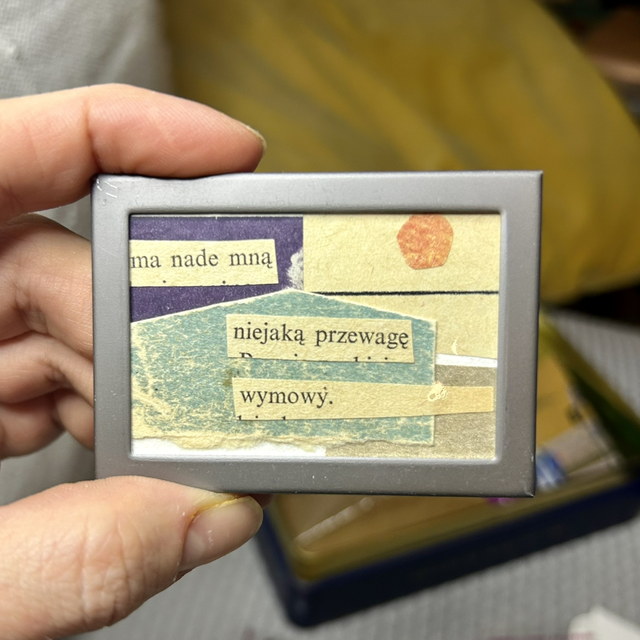 ma nade mną
niejaką przewagę
wymowy.